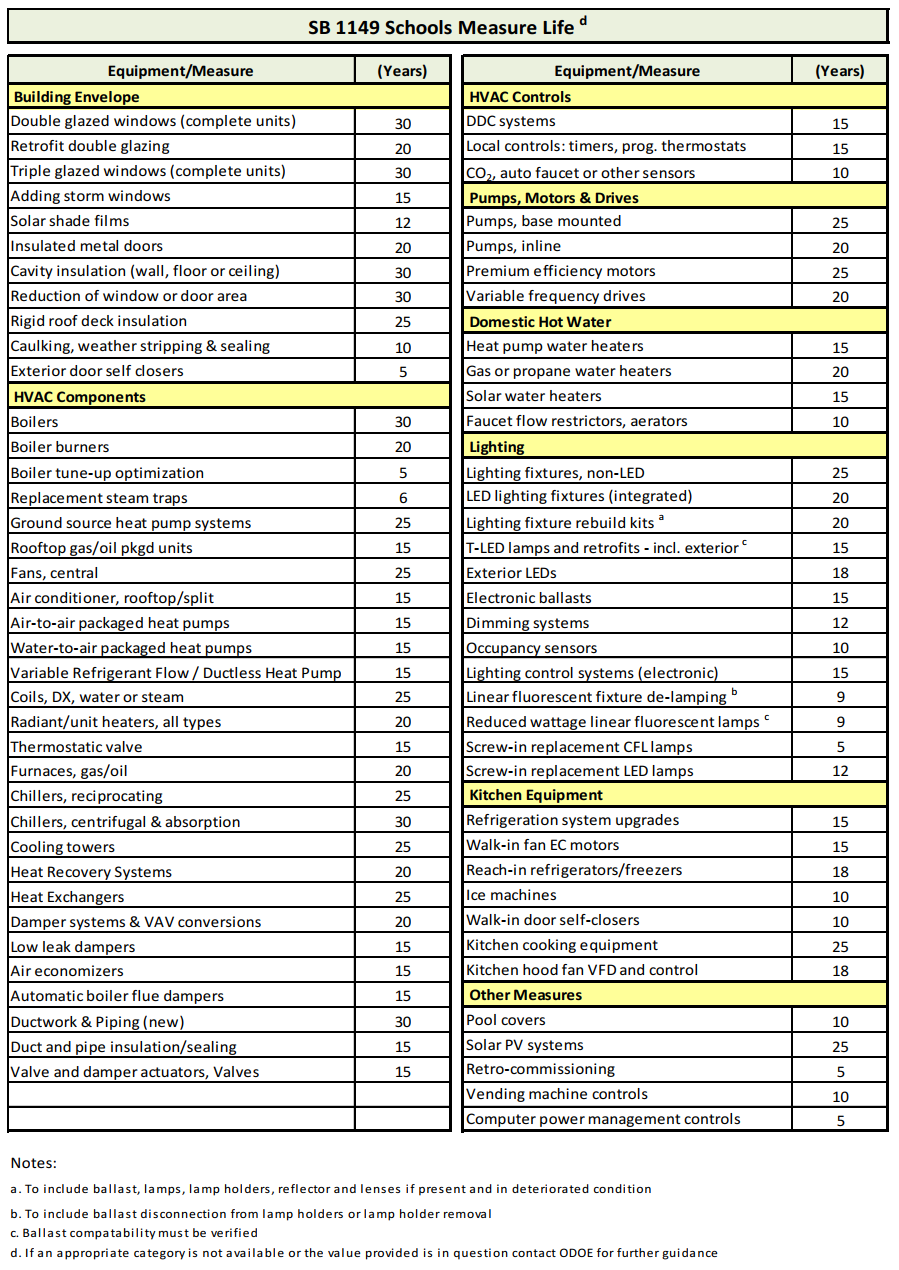 SB 1149 Schools Measure Life d
Equipment/Measure (Years)
Building Envelope
Double glazed windows (complete units) 30
Retrofit double glazing 20
Triple glazed windows (complete units) 30
Adding storm windows 15
Solar shade films 12
Insulated metal doors 20
Cavity insulation (wall, floor or ceiling) 30
Reduction of window or door area 30
Rigid roof deck insulation 25
Caulking, weather stripping & sealing 10
Exterior door self closers 5
HVAC Components
Boilers 30
Boiler burners 20
Boiler tune-up optimization 5
Replacement steam traps 6
Ground source heat pump systems 25
Rooftop gas/oil pkgd units 15
Fans, central 25
Air conditioner, rooftop/split 15
Air-to-air packaged heat pumps 15
Water-to-air packaged heat pumps 15
Variable Refrigerant Flow / Ductless Heat Pump 15
Coils, DX, water or steam 25
Radiant/unit heaters, all types 20
Thermostatic valve 15
Furnaces, gas/oil 20
Chillers, reciprocating 25
Chillers, centrifugal & absorption 30
Cooling towers 25
Heat Recovery Systems 20
Heat Exchangers 25
Damper systems & VAV conversions 20
Low leak dampers 15
Air economizers 15
Automatic boiler flue dampers 15
Ductwork & Piping (new) 30
Duct and pipe insulation/sealing 15
Valve and damper actuators, Valves 15
Equipment/Measure (Years)
HVAC Controls
DDC systems 15
Local controls: timers, prog. thermostats 15
CO2, auto faucet or other sensors 10
Pumps, Motors & Drives
Pumps, base mounted 25
Pumps, inline 20
Premium efficiency motors 25
Variable frequency drives 20
Domestic Hot Water
Heat pump water heaters 15
Gas or propane water heaters 20
Solar water heaters 15
Faucet flow restrictors, aerators 10
Lighting
Lighting fixtures, non-LED 25
LED lighting fixtures (integrated) 20
Lighting fixture rebuild kits a 20
T-LED lamps and retrofits - incl. exterior c 15
Exterior LEDs 18
Electronic ballasts 15
Dimming systems 12
Occupancy sensors 10
Lighting control systems (electronic) 15
Linear fluorescent fixture de-lamping b 9
Reduced wattage linear fluorescent lamps c 9
Screw-in replacement CFL lamps 5
Screw-in replacement LED lamps 12
Kitchen Equipment
Refrigeration system upgrades 15
Walk-in fan EC motors 15
Reach-in refrigerators/freezers 18
Ice machines 10
Walk-in door self-closers 10
Kitchen cooking equipment 25
Kitchen hood fan VFD and control 18
Other Measures
Pool covers 10
Solar PV systems 25
Retro-commissioning 5
Vending machine controls 10
Computer power management controls 5
Notes:
a. To include ballast, lamps, lamp holders, reflector and lenses if present and in deteriorated condition
b. To include ballast disconnection from lamp holders or lamp holder removal
c. Ballast compatability must be verified
d. If an appropriate category is not available or the value provided is in question contact ODOE for further guidance